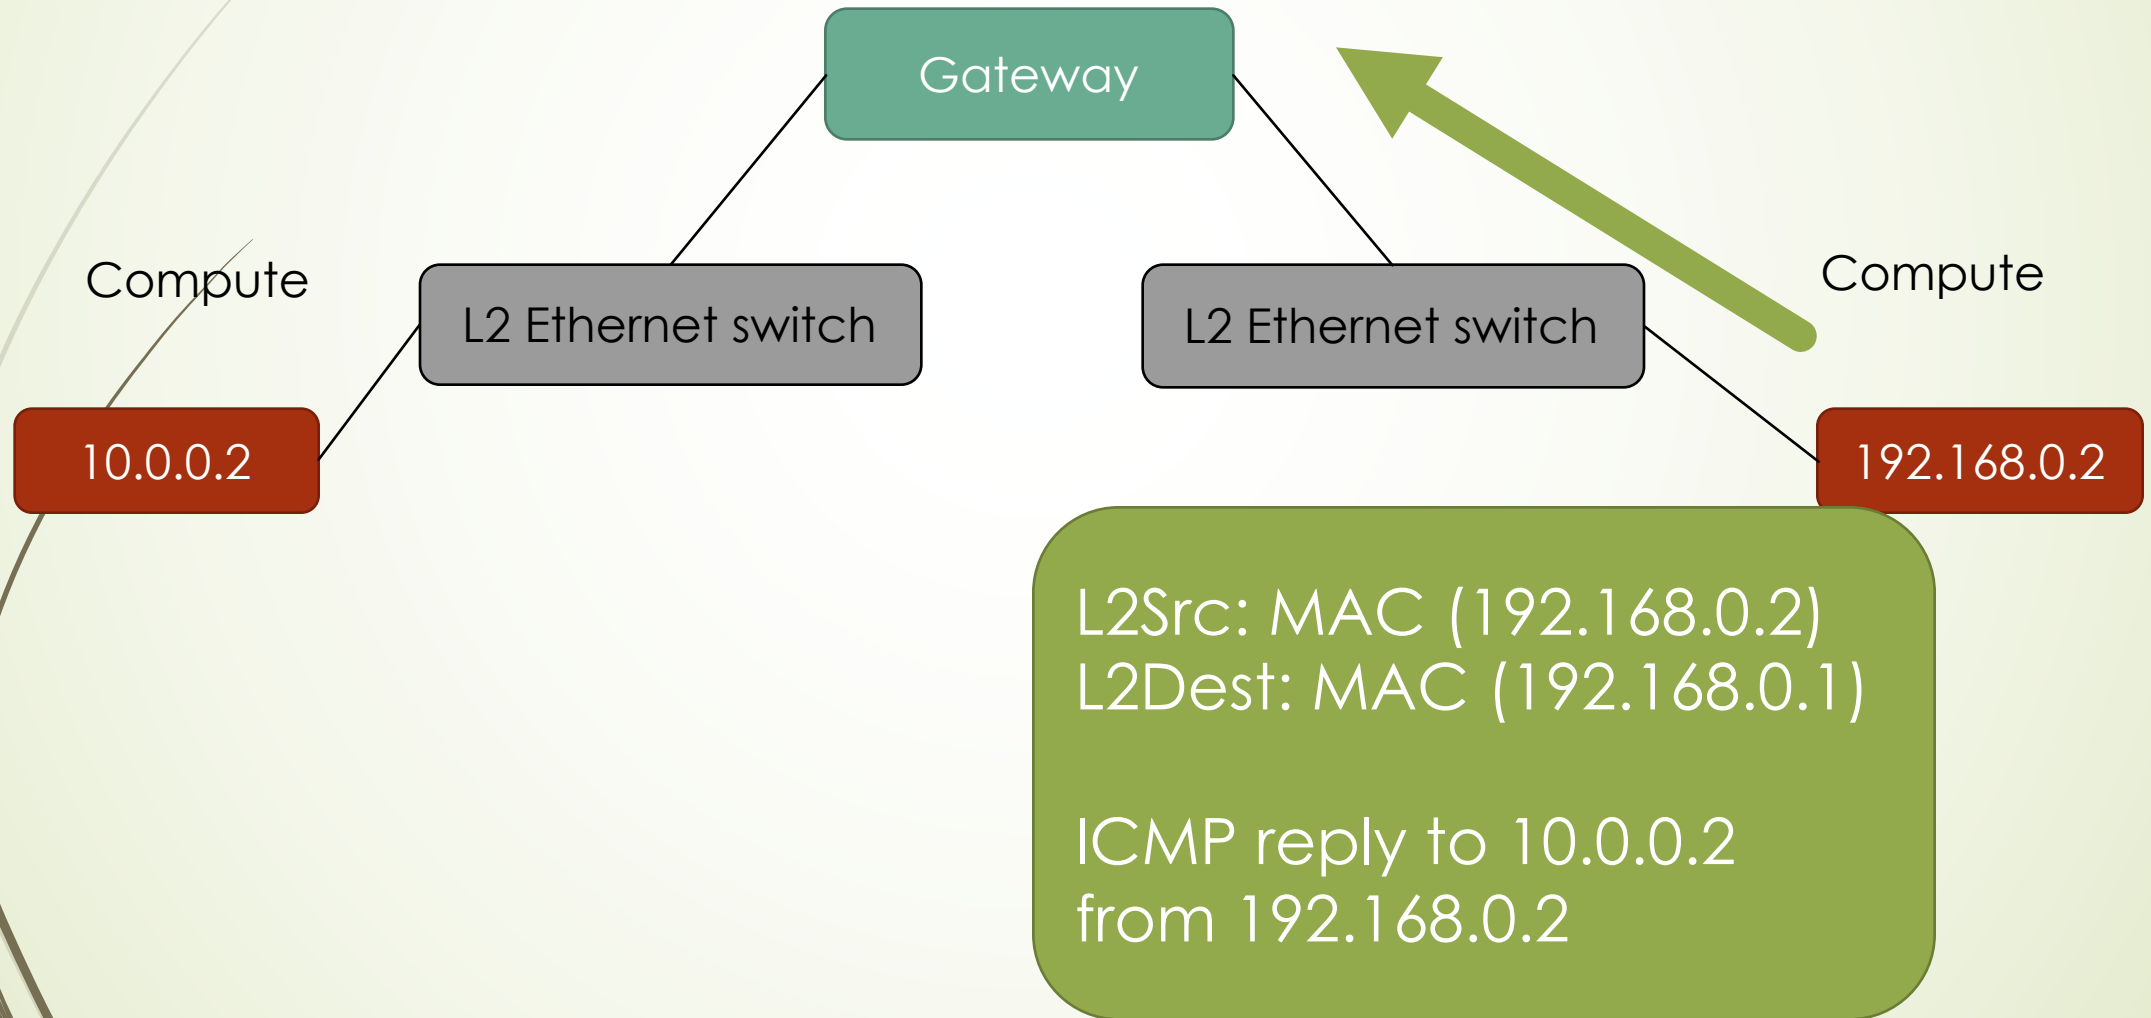 Gateway
Compute
Compute
L2 Ethernet switch
L2 Ethernet switch
10.0.0.2
192.168.0.2
L2Src: MAC (192.168.0.2)
L2Dest: MAC (192.168.0.1)
ICMP reply to 10.0.0.2
from 192.168.0.2